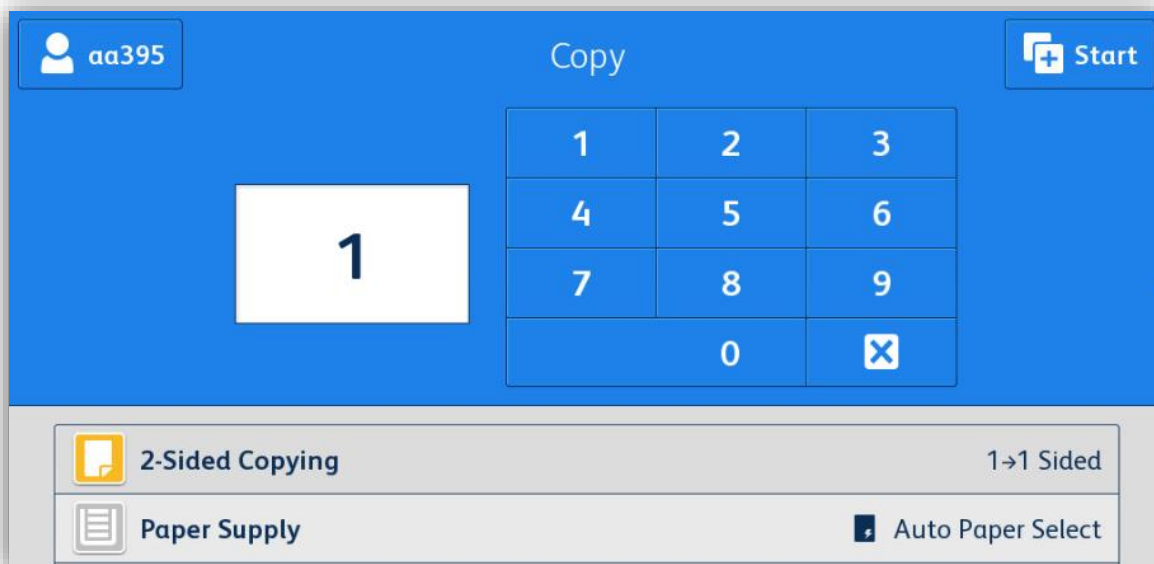 aa395
Copy
Start
1
1 2 3
4 5 6
7 8 9
0
2-Sided Copying 1→1 Sided
Paper Supply Auto Paper Select